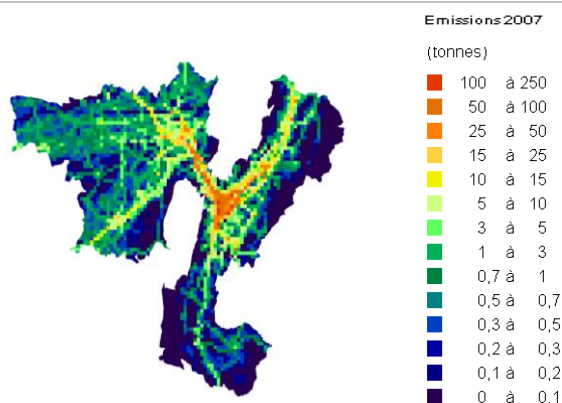 Emissions 2007
(tonnes)
100 à 250
50 à 100
25 à 50
15 à 25
10 à 15
5 à 10
3 à 5
1 à 3
0,7 à 1
0,5 à 0,7
0,3 à 0,5
0,2 à 0,3
0,1 à 0,2
0 à 0,1